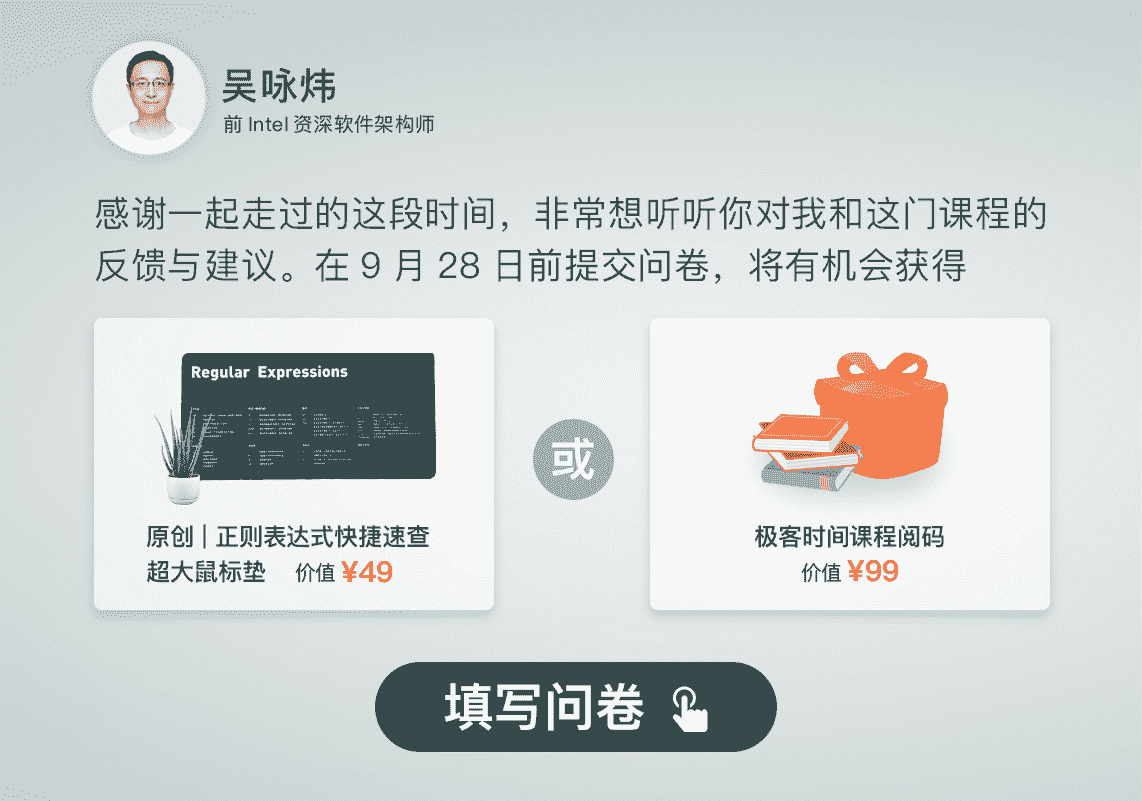 吴咏炜
前 Intel 资深软件架构师
感谢一起走过的这段时间，非常想听听你对我和这门课程的
反馈与建议。在 9 月 28 日前提交问卷，将有机会获得
Regular Expressions
或
原创 | 正则表达式快捷速查
超大鼠标垫 价值 ¥49
极客时间课程阅码
价值 ¥99
填写问卷